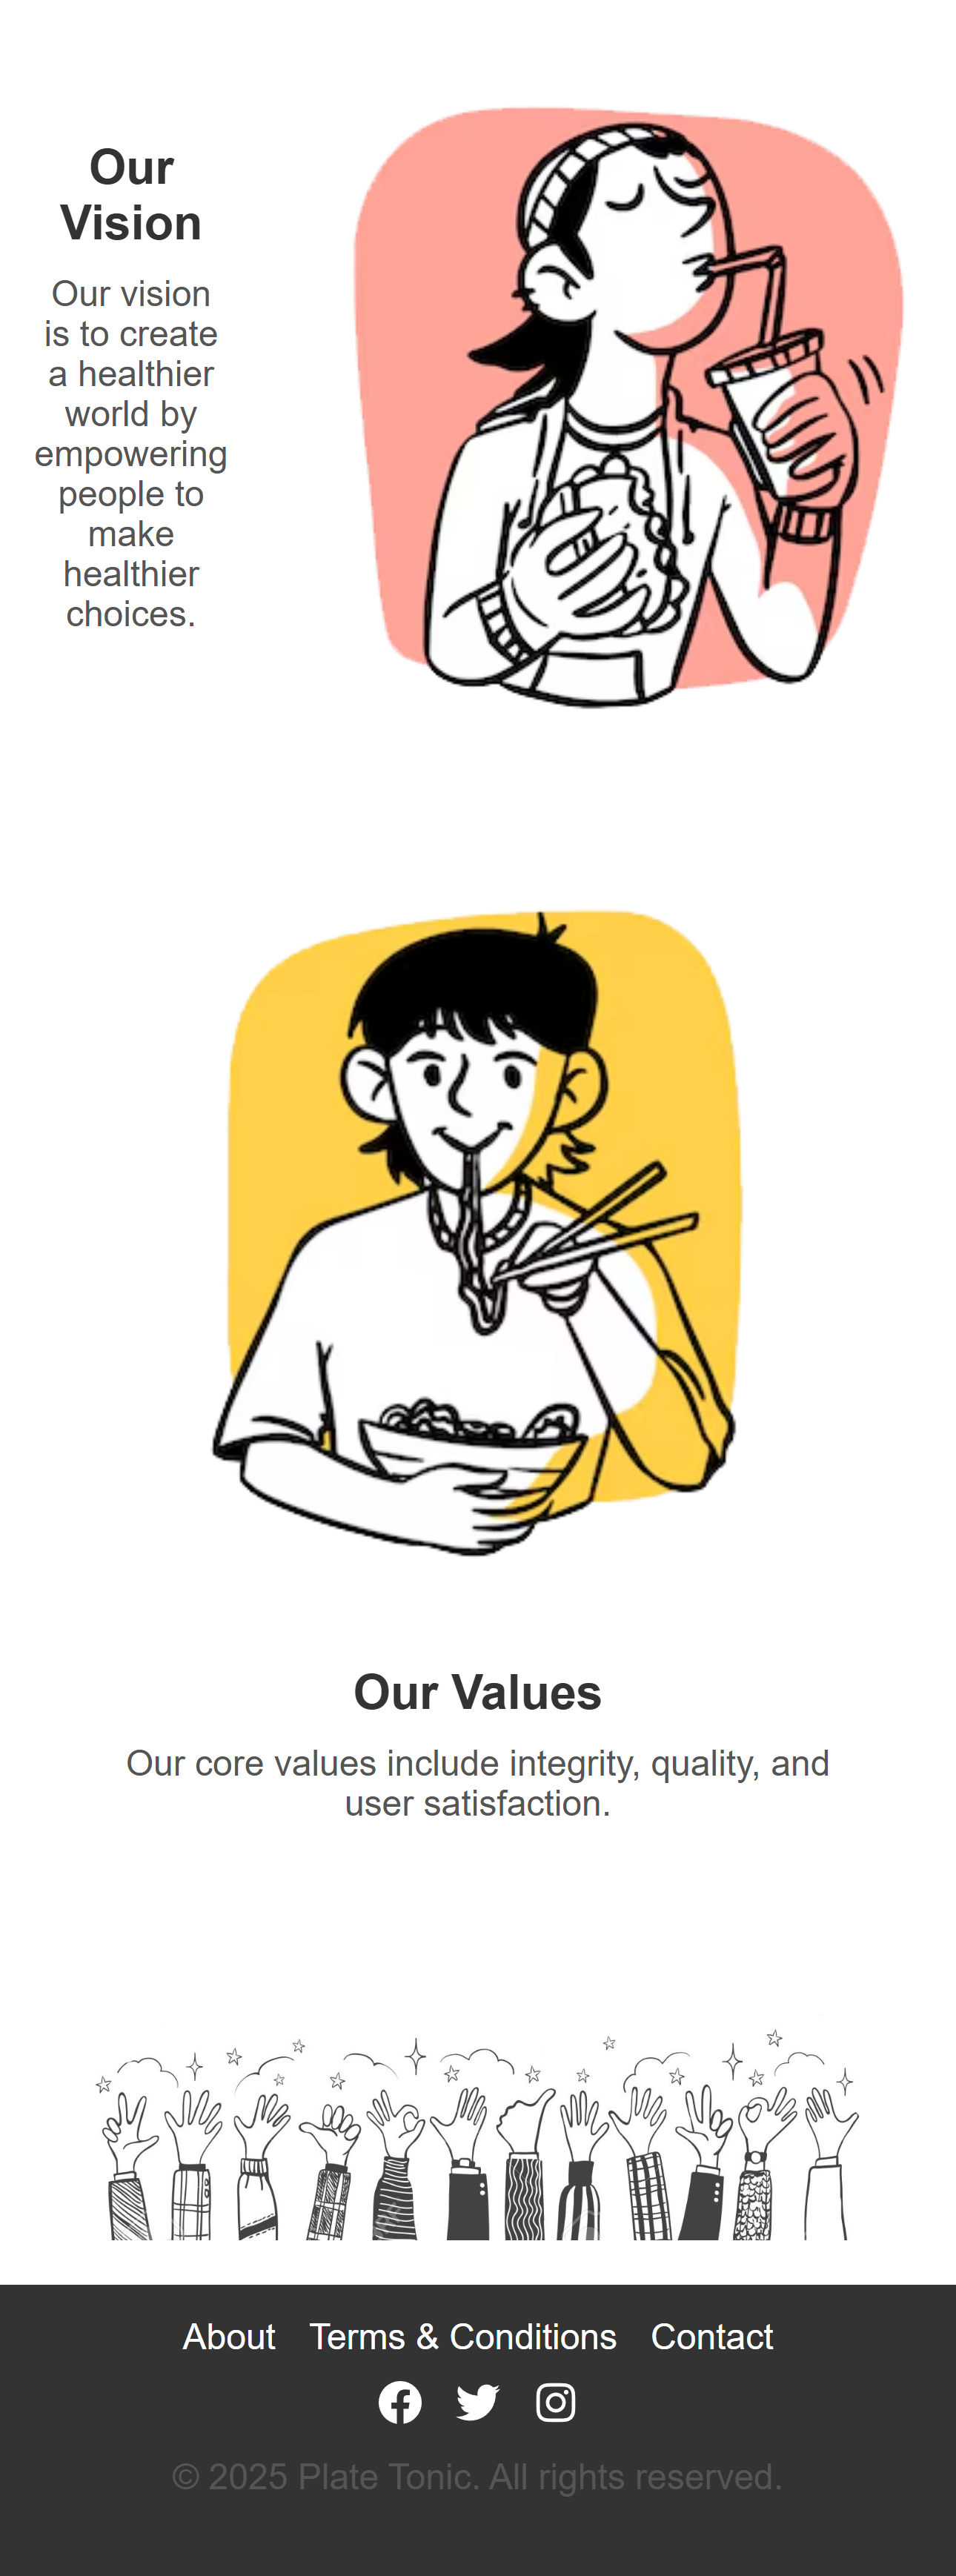 Our
Vision
Our vision
is to create
a healthier
world by
empowering
people to
make
healthier
choices.
Our Values
Our core values include integrity, quality, and
user satisfaction.
About Terms & Conditions Contact
© 2025 Plate Tonic. All rights reserved.